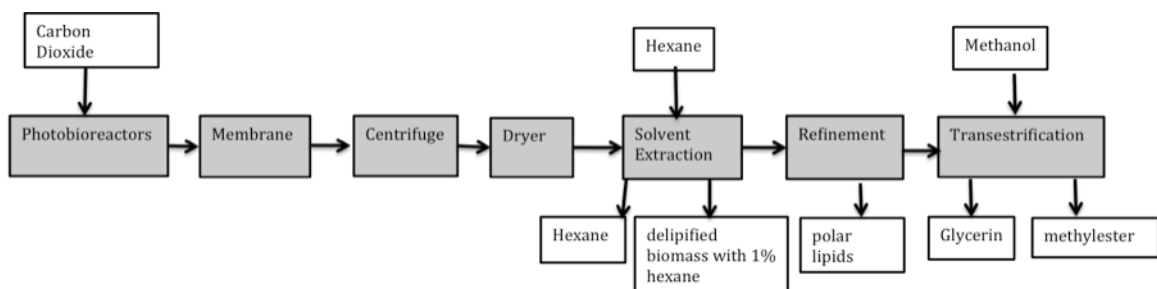 Carbon
Dioxide
Hexane
Methanol
Photobioreactors
Membrane
Centrifuge
Dryer
Solvent
Extraction
Refinement
Transestrification
Hexane
delipified
biomass with 1%
hexane
polar
lipids
Glycerin
methylester